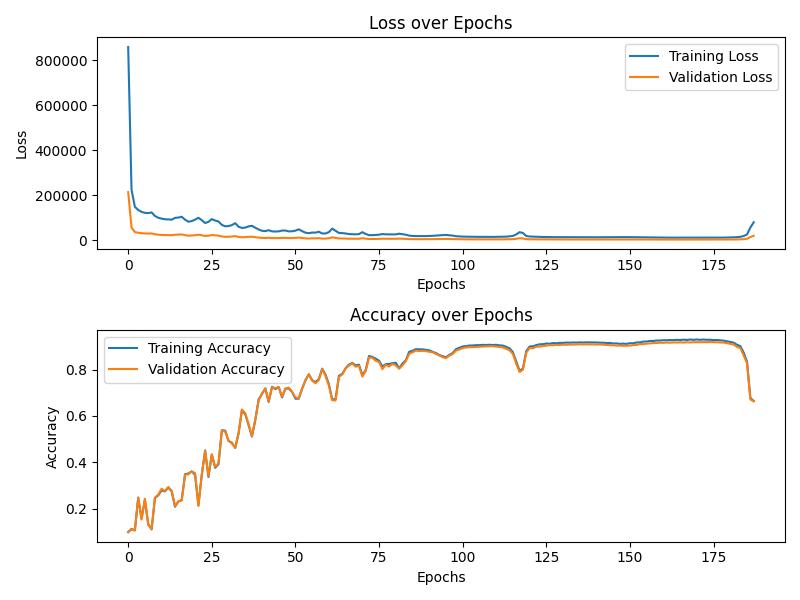 Loss over Epochs
800000
600000
400000
200000
0
Loss
Training Loss
Validation Loss
0 25 50 75 100 125 150 175
Epochs
Accuracy over Epochs
0.8
0.6
0.4
0.2
Accuracy
Training Accuracy
Validation Accuracy
0 25 50 75 100 125 150 175
Epochs